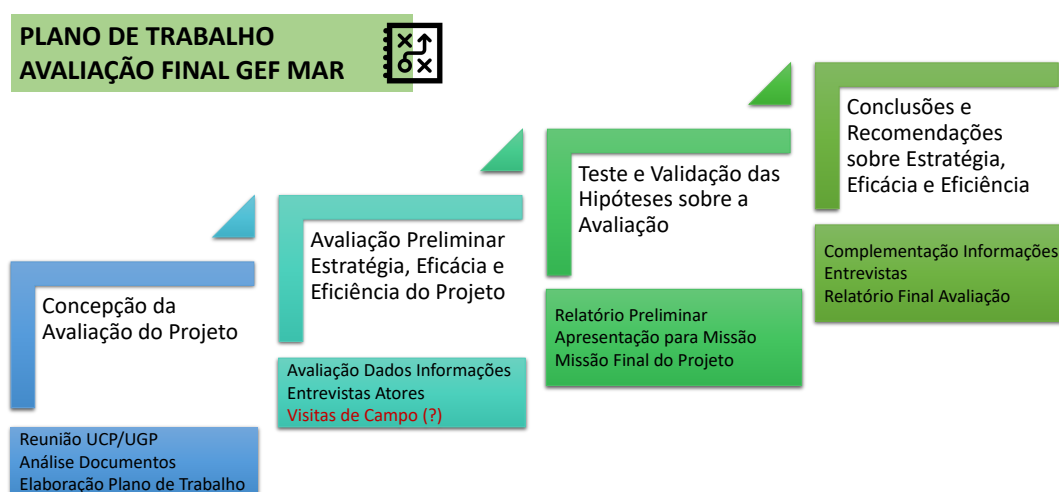 PLANO DE TRABALHO
AVALIAÇÃO FINAL GEF MAR
Concepção da
Avaliação do Projeto
Reunião UCP/UGP
Análise Documentos
Elaboração Plano de Trabalho
Avaliação Preliminar
Estratégia, Eficácia e
Eficiência do Projeto
Avaliação Dados Informações
Entrevistas Atores
Visitas de Campo (?)
Teste e Validação das
Hipóteses sobre a
Avaliação
Relatório Preliminar
Apresentação para Missão
Missão Final do Projeto
Conclusões e
Recomendações
sobre Estratégia,
Eficácia e Eficiência
Complementação Informações
Entrevistas
Relatório Final Avaliação